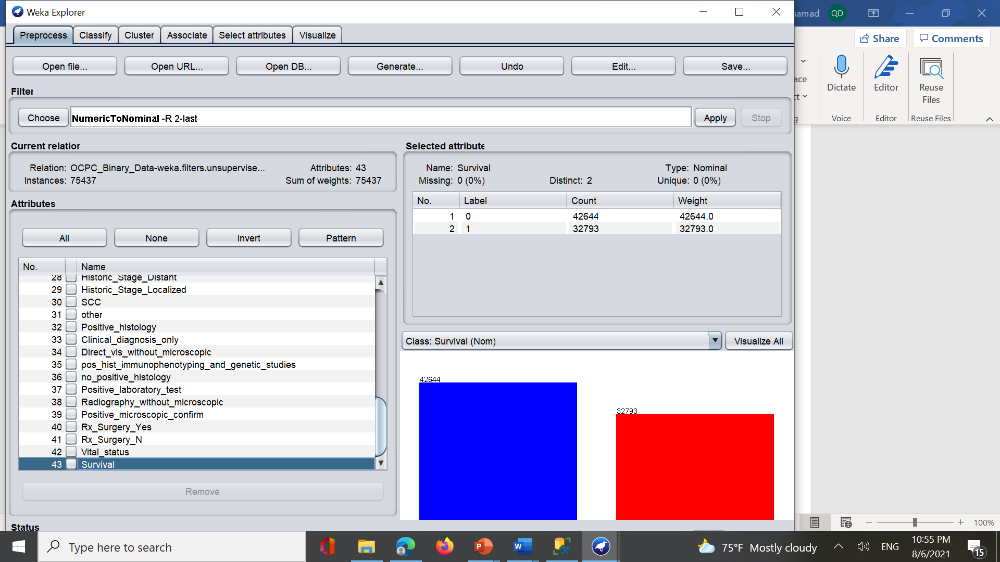 Weka Explorer
amad QD
Preprocess Classify Cluster Associate Select attributes Visualize
Share Comments
Open file... Open URL... Open DB... Generate... Undo Edit... Save...
Dictate Editor Reuse Files
Filter
Choose NumericToNominal -R 2-last Apply Stop
Voice Editor Reuse Files
Current relation
Relation: OCPC_Binary_Data-weka.filters.unsupervise... Attributes: 43
Instances: 75437 Sum of weights: 75437
Selected attribute
Name: Survival Type: Nominal
Missing: 0 (0%) Distinct: 2 Unique: 0 (0%)
No. Label Count Weight
1 0 42644 42644.0
2 1 32793 32793.0
Attributes
All None Invert Pattern
No. Name
28 Historic_Stage_Distant
29 Historic_Stage_Localized
30 SCC
31 other
32 Positive_histology
33 Clinical_diagnosis_only
34 Direct_vis_without_microscopic
35 pos_hist_immunophenotyping_and_genetic_studies
36 no_positive_histology
37 Positive_laboratory_test
38 Radiography_without_microscopic
39 Positive_microscopic_confirm
40 Rx_Surgery_Yes
41 Rx_Surgery_N
42 Vital_status
43 Survival
Remove
Class: Survival (Nom) Visualize All
42644
32793
Status
100%
Type here to search
75°F Mostly cloudy
ENG
10:55 PM
8/6/2021
15